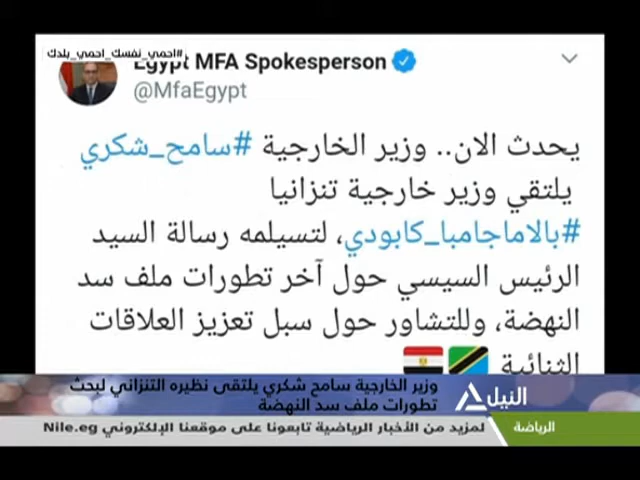 #احمي_نفسك_احمي_بلدك
Egypt MFA Spokesperson
@MfaEgypt
يحدث الان.. وزير الخارجية #سامح_شكري
يلتقي وزير خارجية تنزانيا
#بالاماجامبا_كابودي، لتسيلمه رسالة السيد
الرئيس السيسي حول آخر تطورات ملف سد
النهضة، وللتشاور حول سبل تعزيز العلاقات
الثنائية
وزير الخارجية سامح شكري يلتقى نظيره التنزاني لبحث
تطورات ملف سد النهضة
النيل
الرياضة
لمزيد من الأخبار الرياضية تابعونا على موقعنا الإلكتروني Nile.eg